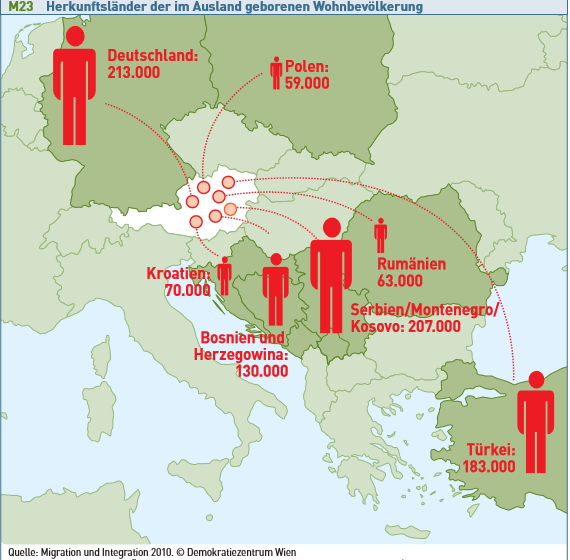 M23 Herkunftsländer der im Ausland geborenen Wohnbevölkerung
Deutschland:
213.000
Polen:
59.000
Kroatien:
70.000
Rumänien
63.000
Serbien/Montenegro/
Kosovo: 207.000
Bosnien und
Herzegowina:
130.000
Türkei:
183.000
Quelle: Migration und Integration 2010. © Demokratiezentrum Wien